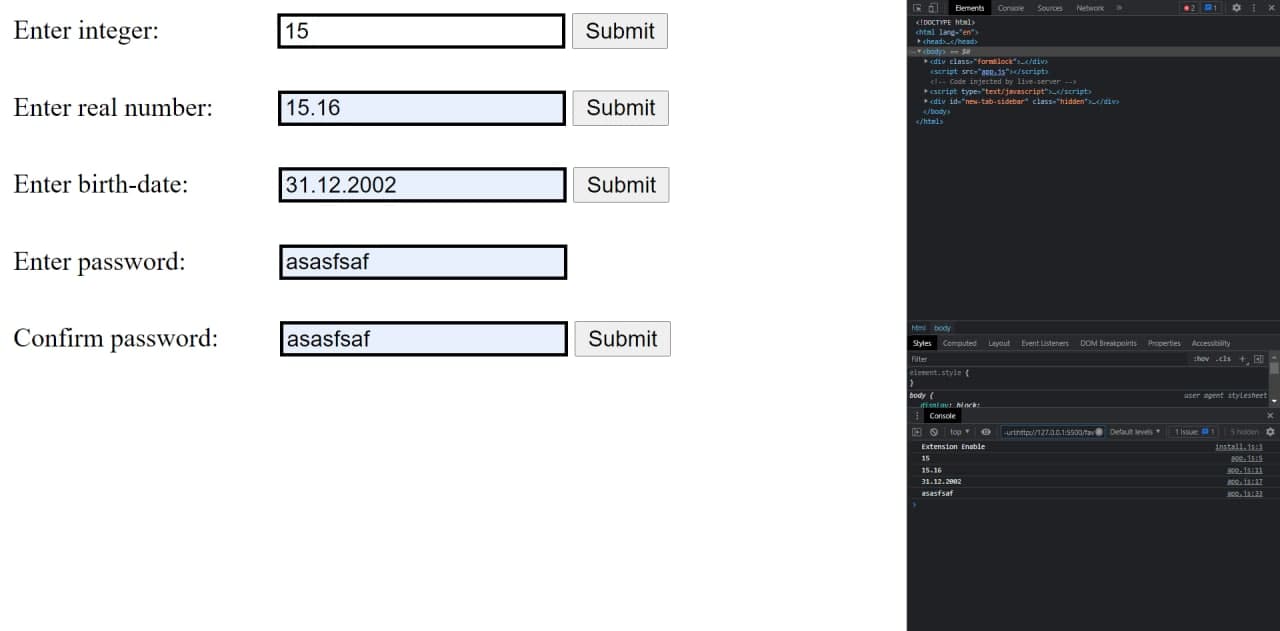 Enter integer: 15 Submit
Enter real number: 15.16 Submit
Enter birth-date: 31.12.2002 Submit
Enter password: asasfsaf
Confirm password: asasfsaf Submit
Elements Console Sources Network » 2 1
<!DOCTYPE html>
<html lang="en">
<head>…</head>
<body> == $0
<div class="formBlock">…</div>
<script src="app.js"></script>
<!-- Code injected by live-server -->
<script type="text/javascript">…</script>
<div id="new-tab-sidebar" class="hidden">…</div>
</body>
</html>
html body
Styles Computed Layout Event Listeners DOM Breakpoints Properties Accessibility
Filter :hov .cls +
element.style {
}
body { user agent stylesheet
display: block;
Console
top -url:http://127.0.0.1:5500/fav Default levels 1 Issue: 1 5 hidden
Extension Enable install.js:1
15 app.js:5
15.16 app.js:11
31.12.2002 app.js:17
asasfsaf app.js:33